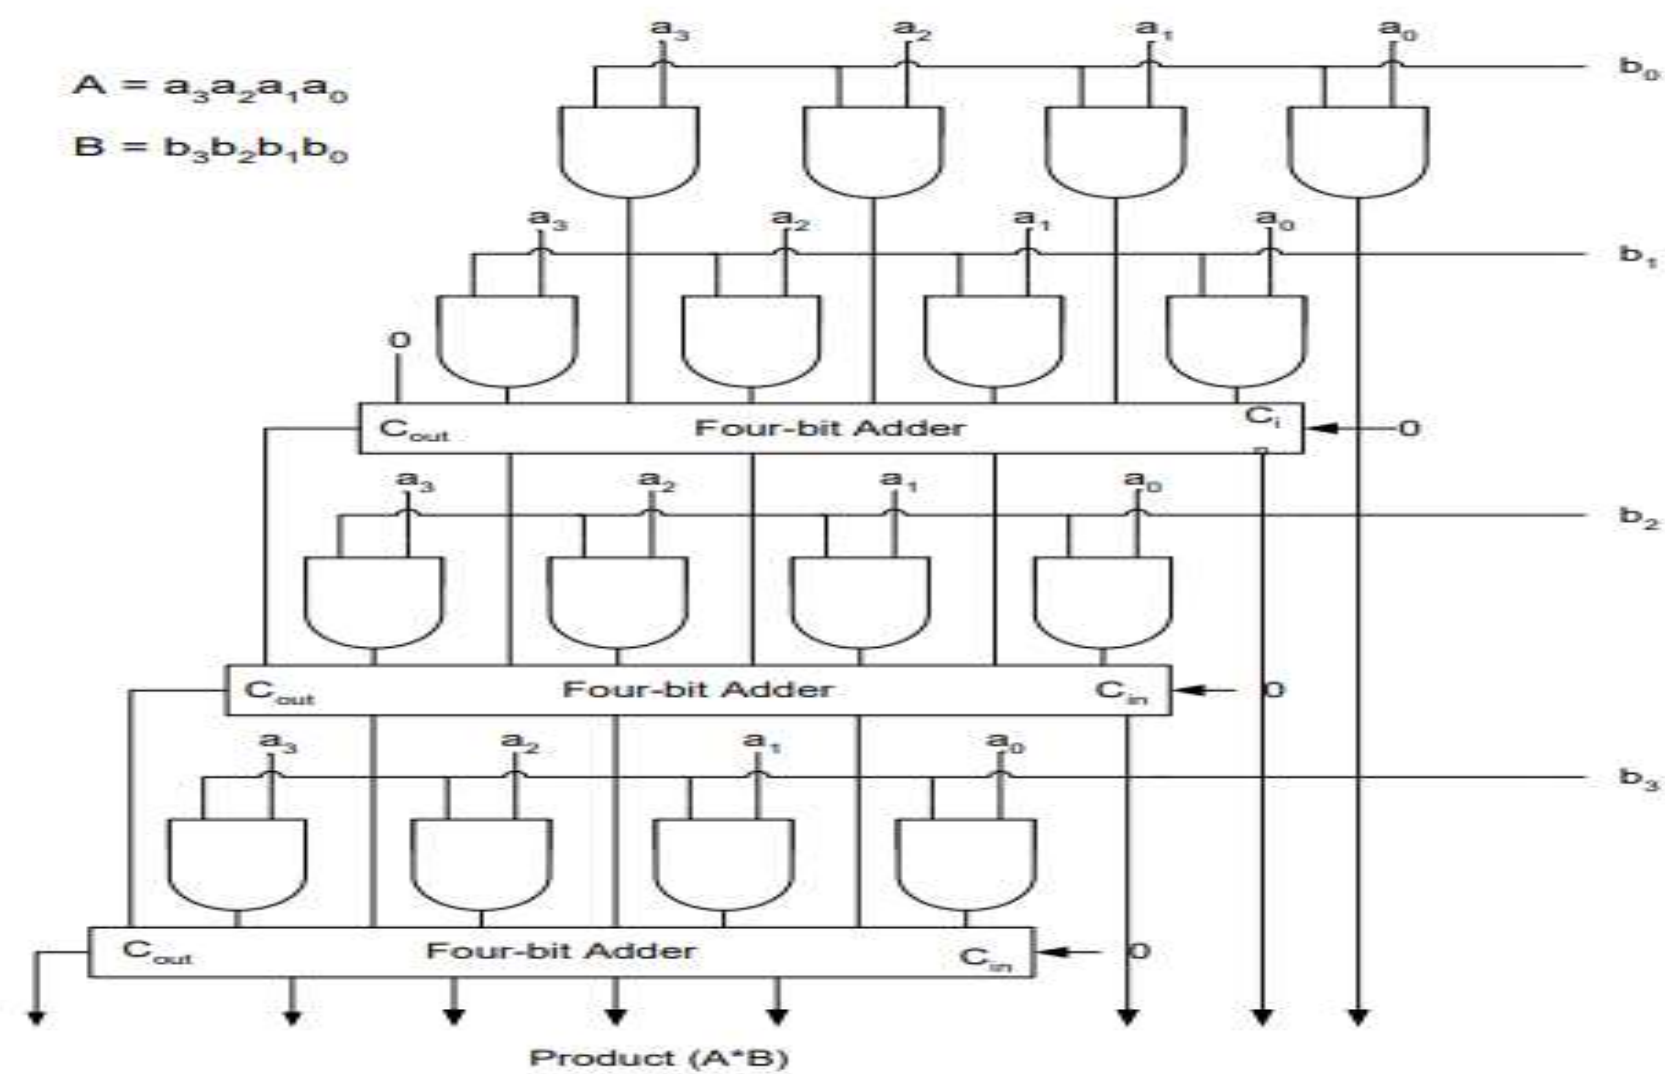 a₃ a₂ a₁ a₀
b₀
A = a₃a₂a₁a₀
B = b₃b₂b₁b₀
a₃ a₂ a₁ a₀
b₁
0
Cout Four-bit Adder Ci
n
0
a₃ a₂ a₁ a₀
b₂
Cout Four-bit Adder Cin 0
a₃ a₂ a₁ a₀
b₃
Cout Four-bit Adder Cin 0
Product (A*B)